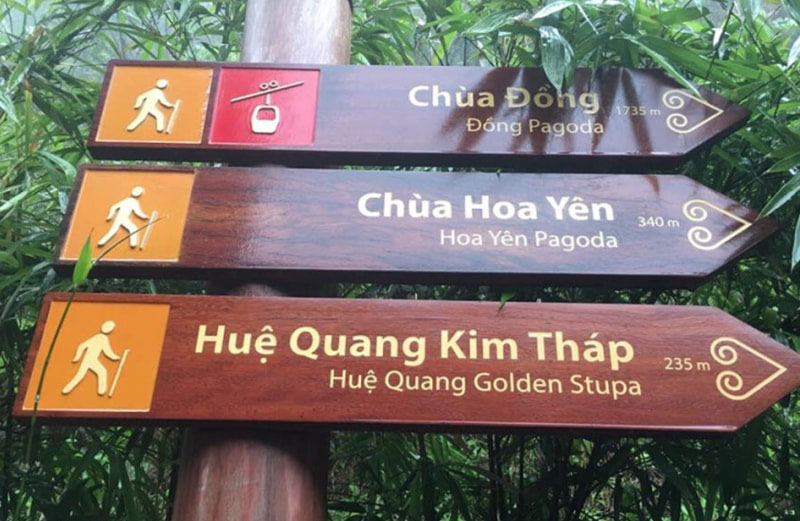 Chùa Đồng 1735 m
Đồng Pagoda
Chùa Hoa Yên 340 m
Hoa Yên Pagoda
Huệ Quang Kim Tháp 235 m
Huệ Quang Golden Stupa